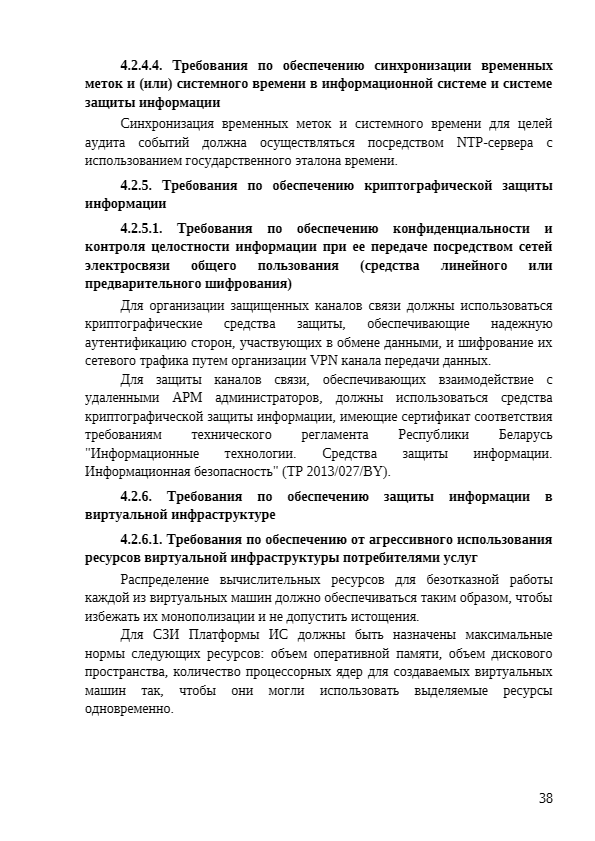 4.2.4.4. Требования по обеспечению синхронизации временных
меток и (или) системного времени в информационной системе и системе
защиты информации
Синхронизация временных меток и системного времени для целей
аудита событий должна осуществляться посредством NTP-сервера с
использованием государственного эталона времени.
4.2.5. Требования по обеспечению криптографической защиты
информации
4.2.5.1. Требования по обеспечению конфиденциальности и
контроля целостности информации при ее передаче посредством сетей
электросвязи общего пользования (средства линейного или
предварительного шифрования)
Для организации защищенных каналов связи должны использоваться
криптографические средства защиты, обеспечивающие надежную
аутентификацию сторон, участвующих в обмене данными, и шифрование их
сетевого трафика путем организации VPN канала передачи данных.
Для защиты каналов связи, обеспечивающих взаимодействие с
удаленными АРМ администраторов, должны использоваться средства
криптографической защиты информации, имеющие сертификат соответствия
требованиям технического регламента Республики Беларусь
"Информационные технологии. Средства защиты информации.
Информационная безопасность" (ТР 2013/027/BY).
4.2.6. Требования по обеспечению защиты информации в
виртуальной инфраструктуре
4.2.6.1. Требования по обеспечению от агрессивного использования
ресурсов виртуальной инфраструктуры потребителями услуг
Распределение вычислительных ресурсов для безотказной работы
каждой из виртуальных машин должно обеспечиваться таким образом, чтобы
избежать их монополизации и не допустить истощения.
Для СЗИ Платформы ИС должны быть назначены максимальные
нормы следующих ресурсов: объем оперативной памяти, объем дискового
пространства, количество процессорных ядер для создаваемых виртуальных
машин так, чтобы они могли использовать выделяемые ресурсы
одновременно.
38